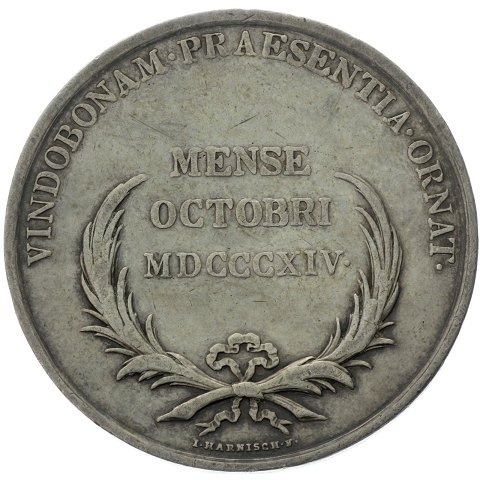 VINDOBONAM·PRAESENTIA·ORNAT.
MENSE
OCTOBRI
MDCCCXIV·
I·HARNISCH·F·